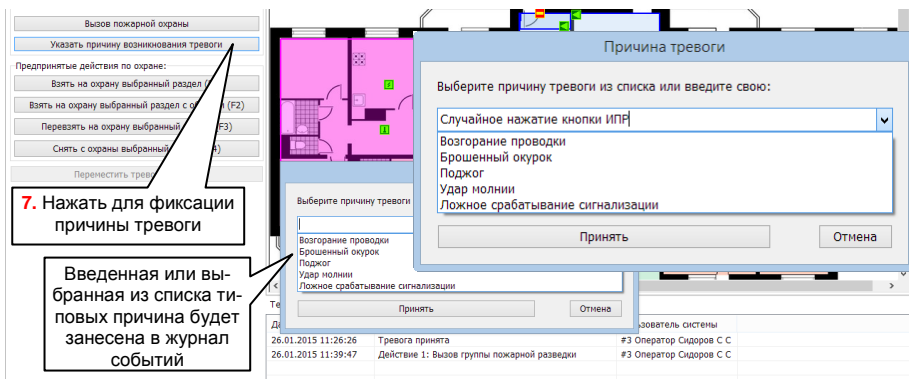 Вызов пожарной охраны
Указать причину возникнования тревоги
Предпринятые действия по охране:
Взять на охрану выбранный раздел
Взять на охрану выбранный раздел с (F2)
Перевзять на охрану выбранный F3)
Снять с охраны выбранный 4)
Переместить
7. Нажать для фиксации
причины тревоги
Введенная или вы-
бранная из списка ти-
повых причина будет
занесена в журнал
событий
Выберите причину тревоги
Возгорание проводки
Брошенный окурок
Поджог
Удар молнии
Ложное срабатывание сигнализации
Принять
Отмена
Причина тревоги
Выберите причину тревоги из списка или введите свою:
Случайное нажатие кнопки ИПР
Возгорание проводки
Брошенный окурок
Поджог
Удар молнии
Ложное срабатывание сигнализации
Принять
Отмена
зователь системы
26.01.2015 11:26:26 Тревога принята #3 Оператор Сидоров С С
26.01.2015 11:39:47 Действие 1: Вызов группы пожарной разведки #3 Оператор Сидоров С С